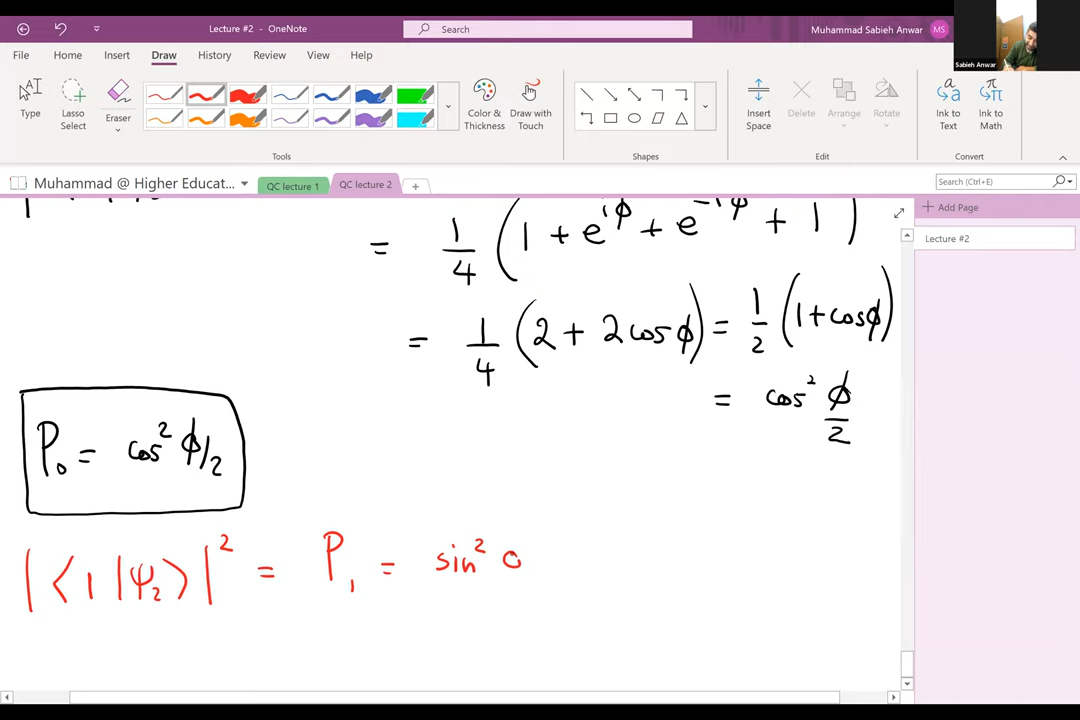 Lecture #2 - OneNote
Search
Muhammad Sabieh Anwar
MS
Sabieh Anwar
File Home Insert Draw History Review View Help
Type
Lasso Select
Eraser
Color & Thickness
Draw with Touch
Insert Space
Delete
Arrange
Rotate
Ink to Text
Ink to Math
Tools
Shapes
Edit
Convert
Muhammad @ Higher Educat...
QC lecture 1
QC lecture 2
Search (Ctrl+E)
Add Page
Lecture #2
= 1/4 (1 + e^{iφ} + e^{-iφ} + 1)
= 1/4 (2 + 2cosφ) = 1/2 (1+cosφ)
= cos² φ/2
P₀ = cos² φ/2
|⟨1|ψ₂⟩|² = P₁ = sin²